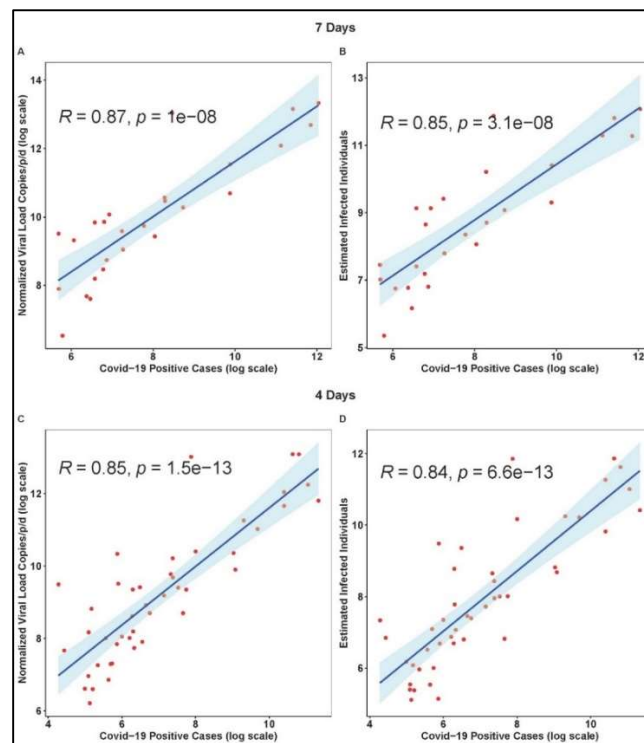 7 Days
A
B
R = 0.87, p = 1e−08
R = 0.85, p = 3.1e−08
Normalized Viral Load Copies/p/d (log scale)
14
12
10
8
Estimated Infected Individuals
13
11
9
7
5
6
8
10
12
6
8
10
12
Covid−19 Positive Cases (log scale)
Covid−19 Positive Cases (log scale)
4 Days
C
D
R = 0.85, p = 1.5e−13
R = 0.84, p = 6.6e−13
Normalized Viral Load Copies/p/d (log scale)
12
10
8
6
Estimated Infected Individuals
12
10
8
6
4
6
8
10
4
6
8
10
Covid−19 Positive Cases (log scale)
Covid−19 Positive Cases (log scale)